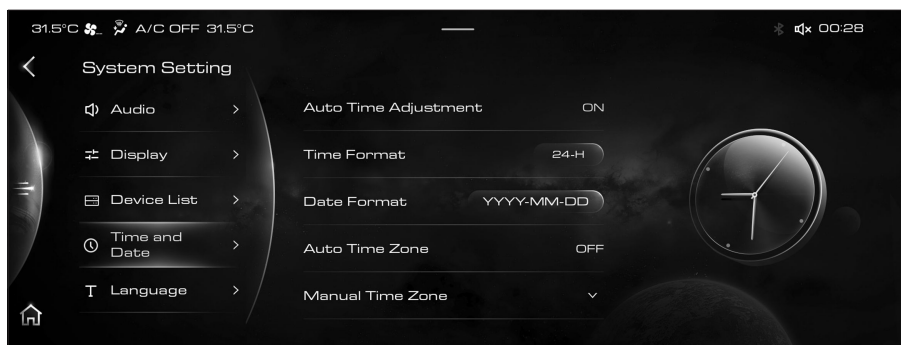 31.5°C A/C OFF 31.5°C 00:28
System Setting
Audio
Display
Device List
Time and
Date
T Language
Auto Time Adjustment ON
Time Format 24-H
Date Format YYYY-MM-DD
Auto Time Zone OFF
Manual Time Zone